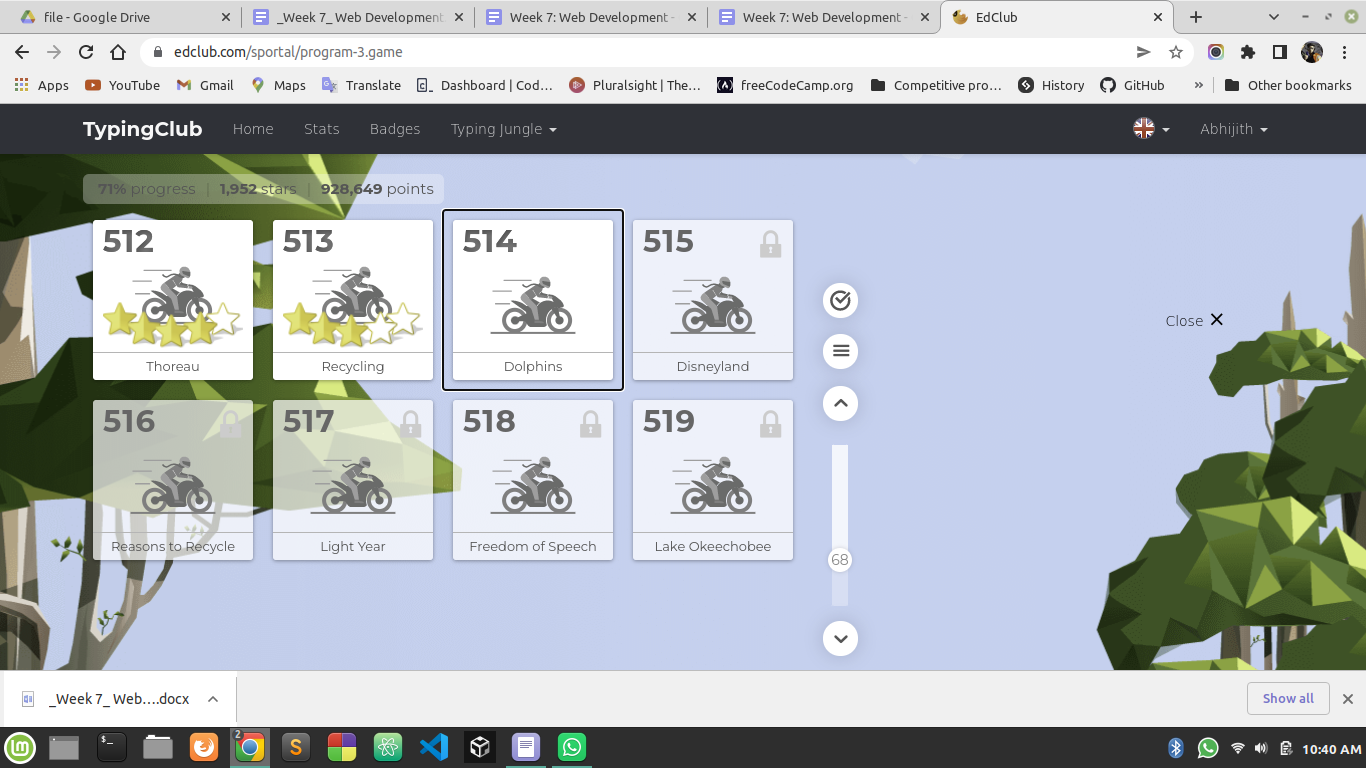 file - Google Drive
_Week 7_ Web Development
Week 7: Web Development -
Week 7: Web Development -
EdClub
edclub.com/sportal/program-3.game
Apps
YouTube
Gmail
Maps
Translate
Dashboard | Cod…
Pluralsight | The…
freeCodeCamp.org
Competitive pro…
History
GitHub
»
Other bookmarks
TypingClub
Home
Stats
Badges
Typing Jungle
Abhijith
71% progress | 1,952 stars | 928,649 points
512
Thoreau
513
Recycling
514
Dolphins
515
Disneyland
Close
516
Reasons to Recycle
517
Light Year
518
Freedom of Speech
519
Lake Okeechobee
68
_Week 7_ Web….docx
Show all
2
10:40 AM